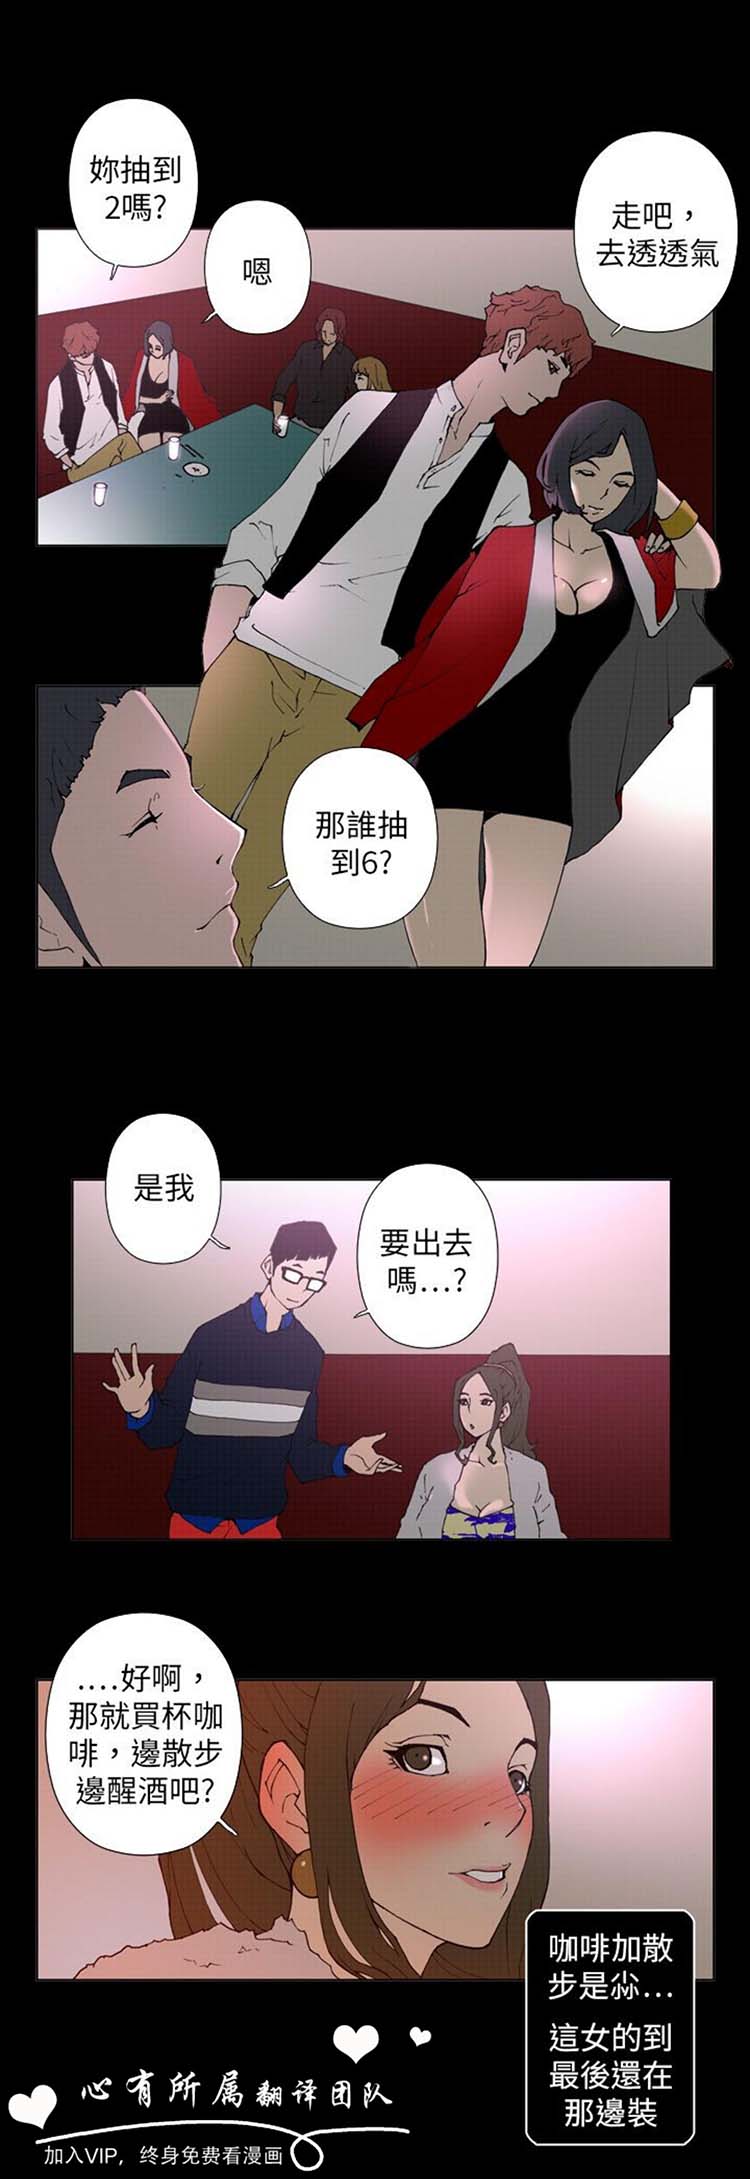 妳抽到
2嗎?
嗯
走吧，
去透透氣
那誰抽
到6?
是我
要出去
嗎...?
....好啊，
那就買杯咖
啡，邊散步
邊醒酒吧?
咖啡加散
步是尛...
這女的到
最後還在
那邊裝
心有所属翻译团队
加入VIP，终身免费看漫画